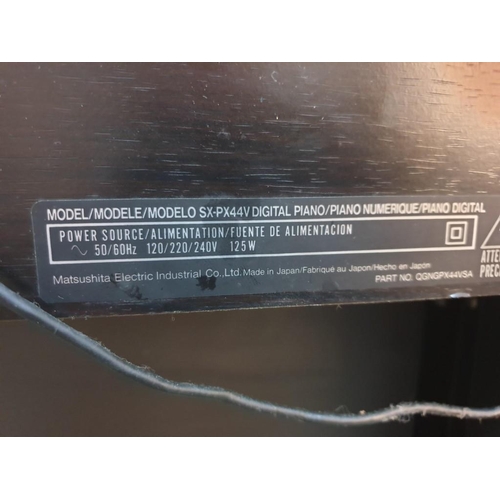 MODEL/MODELE/MODELO SX-PX44V DIGITAL PIANO/PIANO NUMERIQUE/PIANO DIGITAL
POWER SOURCE/ALIMENTATION/FUENTE DE ALIMENTACION
∿ 50/60Hz 120/220/240V 125W
Matsushita Electric Industrial Co.,Ltd. Made in Japan/Fabriqué au Japon/Hecho en Japón
PART NO. QGNGPX44VSA